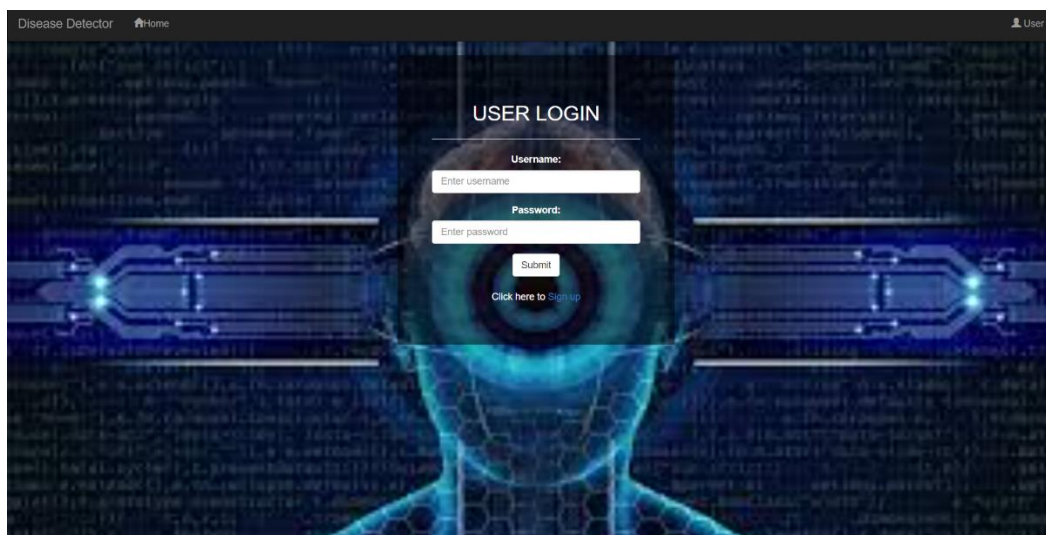 Disease Detector Home User
USER LOGIN
Username:
Enter username
Password:
Enter password
Submit
Click here to Sign up